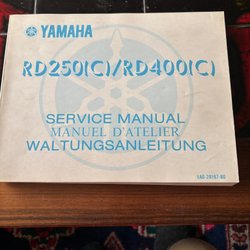 YAMAHA
RD250(C)/RD400(C)
SERVICE MANUAL
MANUEL D'ATELIER
WALTUNGSANLEITUNG